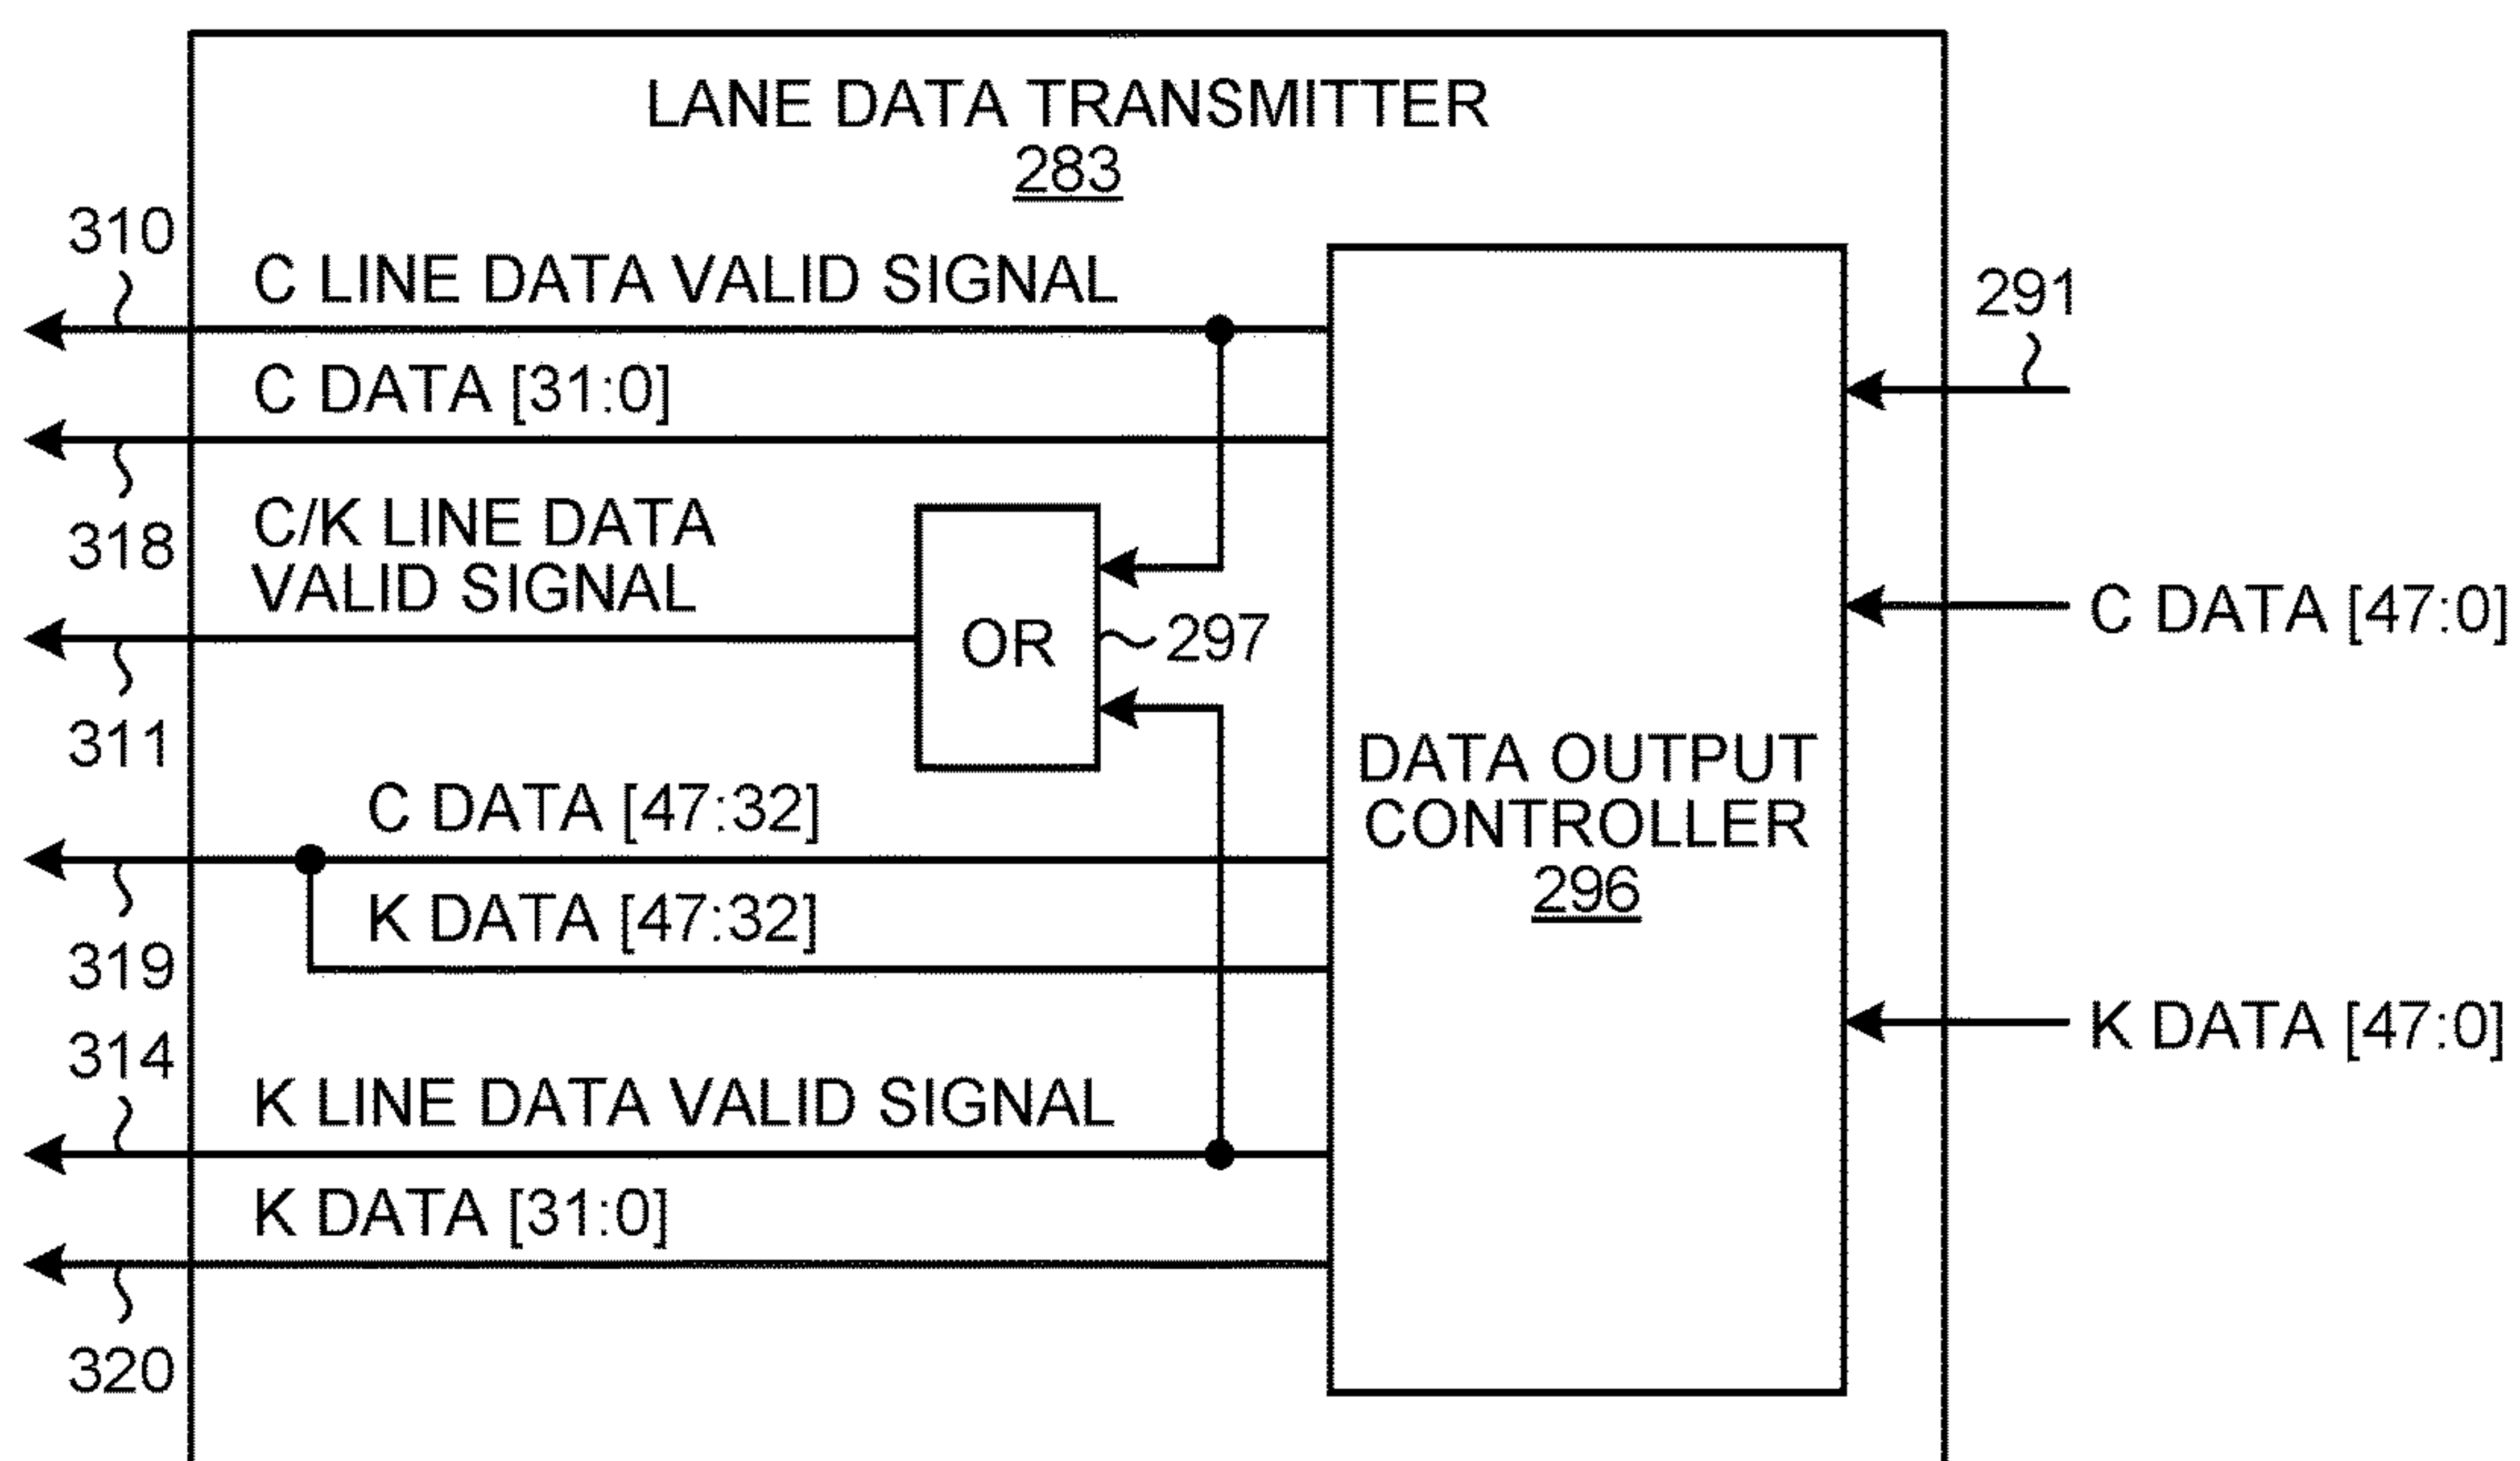 LANE DATA TRANSMITTER
283
310
C LINE DATA VALID SIGNAL
291
C DATA [31:0]
318
C/K LINE DATA
VALID SIGNAL
OR
297
C DATA [47:0]
311
DATA OUTPUT
CONTROLLER
296
C DATA [47:32]
K DATA [47:32]
319
K DATA [47:0]
314
K LINE DATA VALID SIGNAL
K DATA [31:0]
320